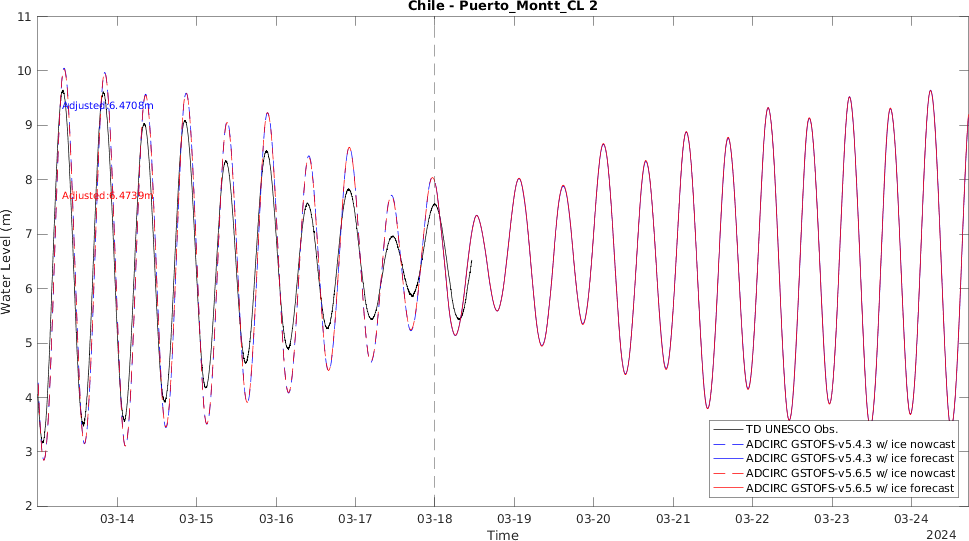 Chile - Puerto_Montt_CL 2
Water Level (m)
11
10
9
8
7
6
5
4
3
2
Adjusted:6.4708m
Adjusted:6.4739m
TD UNESCO Obs.
ADCIRC GSTOFS-v5.4.3 w/ ice nowcast
ADCIRC GSTOFS-v5.4.3 w/ ice forecast
ADCIRC GSTOFS-v5.6.5 w/ ice nowcast
ADCIRC GSTOFS-v5.6.5 w/ ice forecast
03-14 03-15 03-16 03-17 03-18 03-19 03-20 03-21 03-22 03-23 03-24
Time
2024